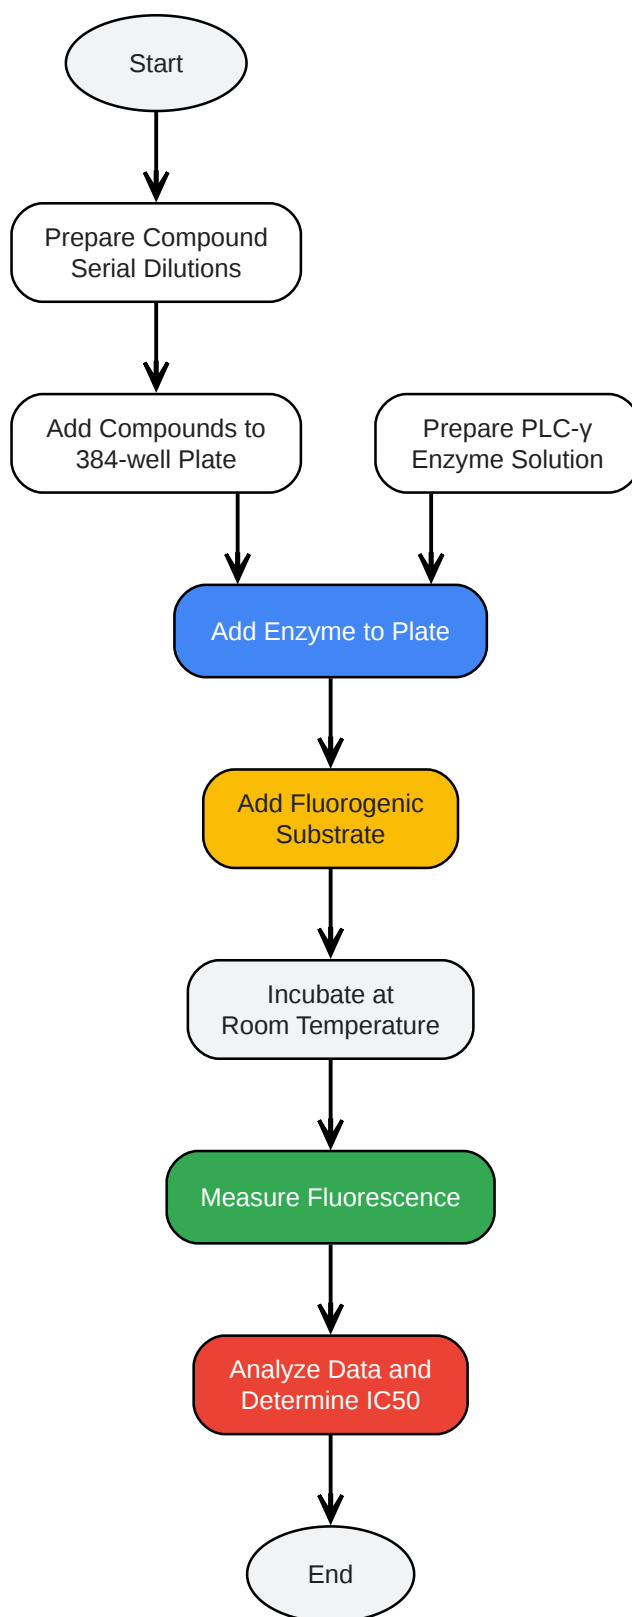 Start
Prepare Compound
Serial Dilutions
Add Compounds to
384-well Plate
Prepare PLC-γ
Enzyme Solution
Add Enzyme to Plate
Add Fluorogenic
Substrate
Incubate at
Room Temperature
Measure Fluorescence
Analyze Data and
Determine IC50
End